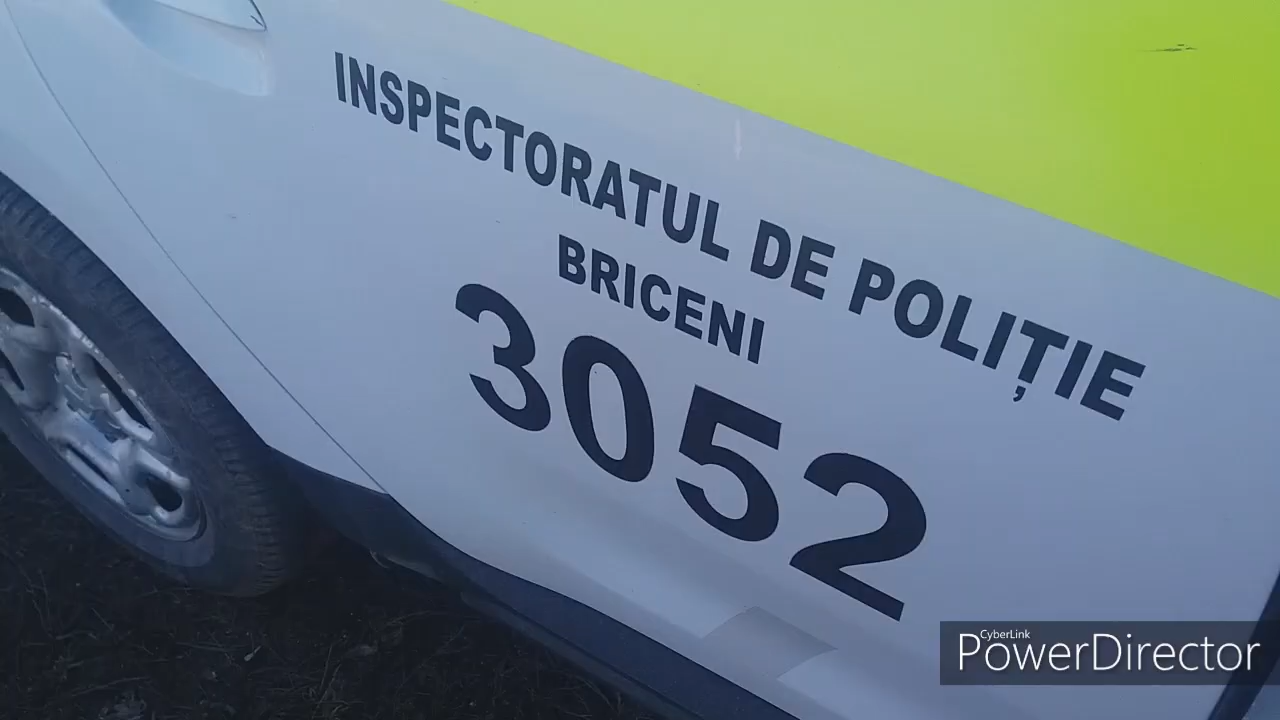 INSPECTORATUL DE POLIȚIE
BRICENI
3052
CyberLink
PowerDirector